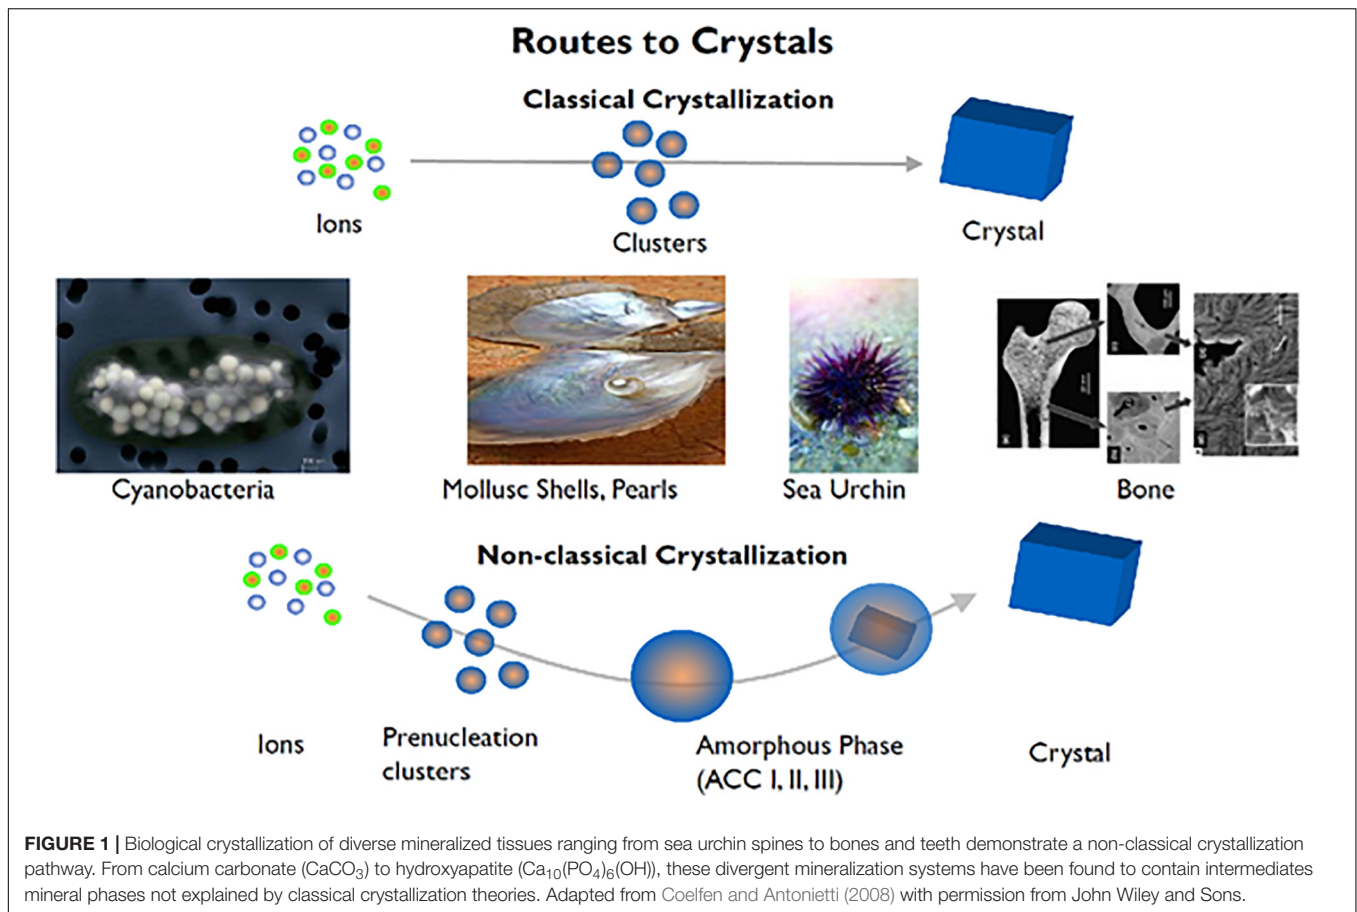 Routes to Crystals
Classical Crystallization
Ions
Clusters
Crystal
Cyanobacteria
Mollusc Shells, Pearls
Sea Urchin
Bone
Non-classical Crystallization
Ions
Prenucleation
clusters
Amorphous Phase
(ACC I, II, III)
Crystal
FIGURE 1 | Biological crystallization of diverse mineralized tissues ranging from sea urchin spines to bones and teeth demonstrate a non-classical crystallization
pathway. From calcium carbonate (CaCO₃) to hydroxyapatite (Ca₁₀(PO₄)₆(OH)), these divergent mineralization systems have been found to contain intermediates
mineral phases not explained by classical crystallization theories. Adapted from Coelfen and Antonietti (2008) with permission from John Wiley and Sons.